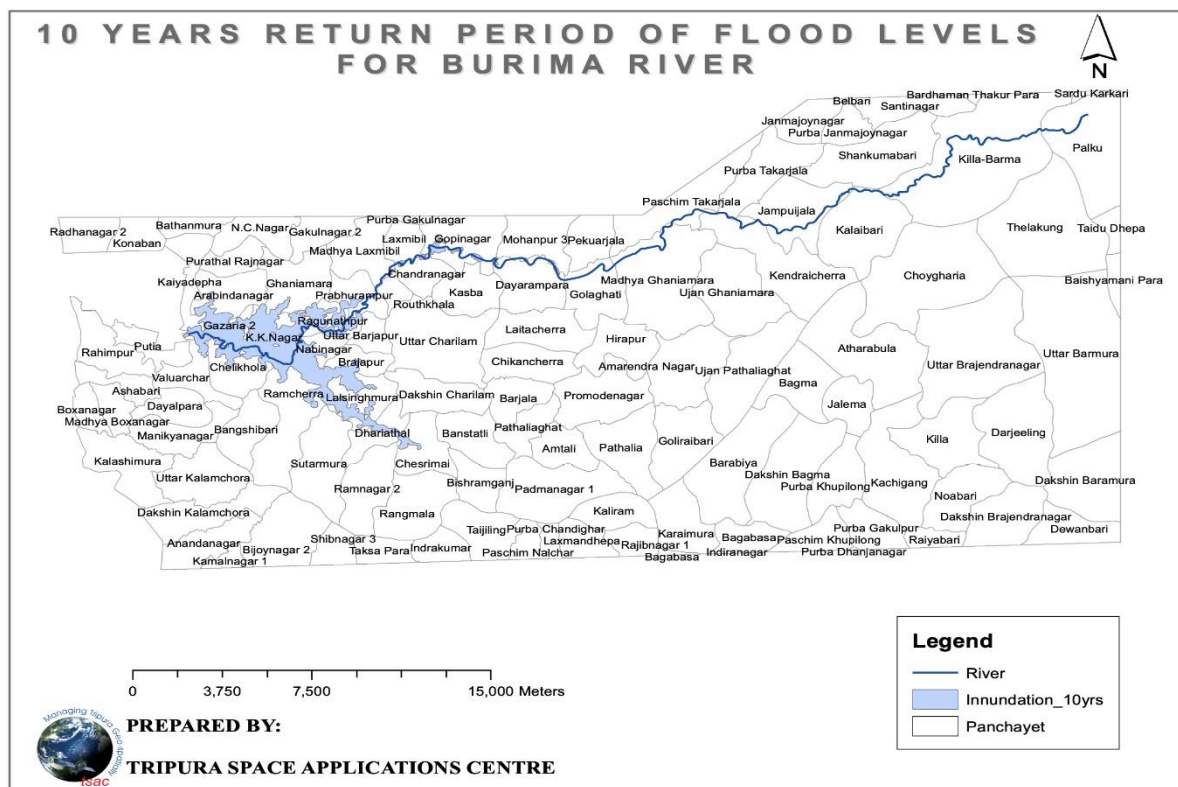 10 YEARS RETURN PERIOD OF FLOOD LEVELS
FOR BURIMA RIVER
N
Bardhaman Thakur Para
Sardu Karkari
Belbari
Santinagar
Janmajoynagar
Purba Janmajoynagar
Palku
Shankumabari
Killa-Barma
Purba Takarjala
Paschim Takarjala
Jampuijala
Purba Gakulnagar
Bathanmura
N.C.Nagar
Gakulnagar 2
Radhanagar 2
Konaban
Laxmibil
Gopinagar
Mohanpur 3
Pekuarjala
Kalaibari
Thelakung
Taidu Dhepa
Madhya Laxmibil
Purathal Rajnagar
Chandranagar
Kendraicherra
Choygharia
Kaiyadepha
Ghaniamara
Dayarampara
Madhya Ghaniamara
Baishyamani Para
Arabindanagar
Prabhurampur
Kasba
Golaghati
Ujan Ghaniamara
Routhkhala
Gazaria 2
Ragunathpur
K.K.Nagar
Uttar Barjapur
Uttar Charilam
Laitacherra
Hirapur
Rahimpur
Putia
Nabinagar
Atharabula
Uttar Barmura
Chelikhola
Brajapur
Chikancherra
Amarendra Nagar
Ujan Pathaliaghat
Uttar Brajendranagar
Valuarchar
Bagma
Ashabari
Ramcherra
Lalsinghmura
Dakshin Charilam
Barjala
Promodenagar
Boxanagar
Dayalpara
Jalema
Madhya Boxanagar
Bangshibari
Pathaliaghat
Manikyanagar
Dhariathal
Banstatli
Darjeeling
Amtali
Pathalia
Goliraibari
Killa
Kalashimura
Sutarmura
Chesrimai
Barabiya
Uttar Kalamchora
Bishramganj
Dakshin Bagma
Kachigang
Dakshin Baramura
Ramnagar 2
Padmanagar 1
Purba Khupilong
Noabari
Dakshin Kalamchora
Rangmala
Kaliram
Dakshin Brajendranagar
Taijiling
Purba Chandighar
Karaimura
Purba Gakulpur
Dewanbari
Anandanagar
Shibnagar 3
Laxmandhepa
Bagabasa
Paschim Khupilong
Raiyabari
Bijoynagar 2
Taksa Para
Indrakumar
Paschim Nalchar
Rajibnagar 1
Indiranagar
Purba Dhanjanagar
Kamalnagar 1
Bagabasa
Legend
River
Innundation_10yrs
Panchayet
0
3,750
7,500
15,000 Meters
Managing Tripura Geo-spatially
tsac
PREPARED BY:
TRIPURA SPACE APPLICATIONS CENTRE